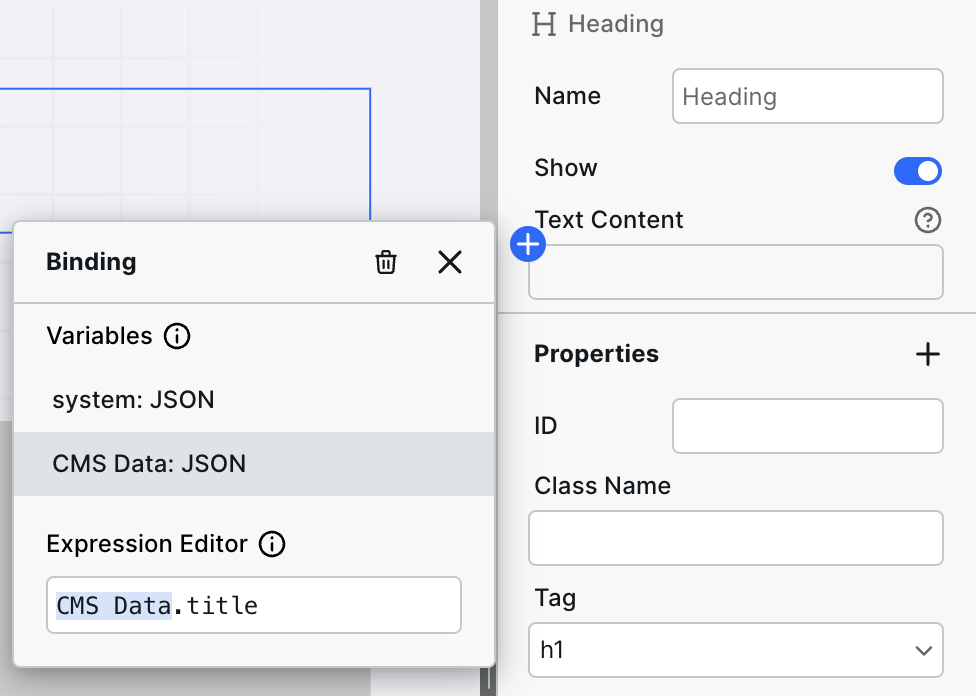 Heading
Name
Heading
Show
Text Content
Binding
Variables
system: JSON
CMS Data: JSON
Expression Editor
CMS Data.title
Properties
ID
Class Name
Tag
h1